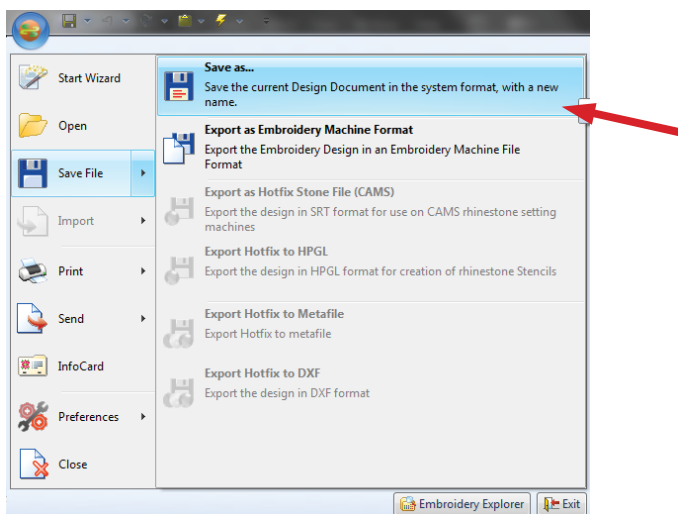 Start Wizard
Open
Save File
Import
Print
Send
InfoCard
Preferences
Close
Save as...
Save the current Design Document in the system format, with a new
name.
Export as Embroidery Machine Format
Export the Embroidery Design in an Embroidery Machine File
Format
Export as Hotfix Stone File (CAMS)
Export the design in SRT format for use on CAMS rhinestone setting
machines
Export Hotfix to HPGL
Export the design in HPGL format for creation of rhinestone Stencils
Export Hotfix to Metafile
Export Hotfix to metafile
Export Hotfix to DXF
Export the design in DXF format
Embroidery Explorer
Exit